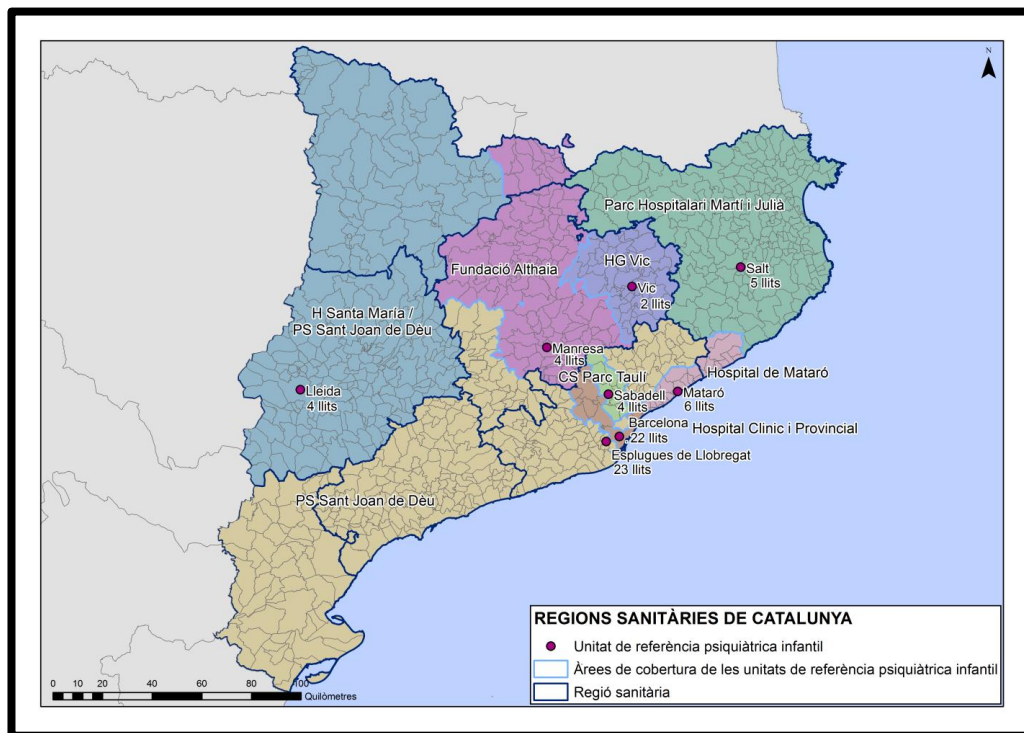 N
Parc Hospitalari Martí i Julià
HG Vic
Fundació Althaia
Salt
5 llits
Vic
2 llits
H Santa María /
PS Sant Joan de Dèu
Manresa
4 llits
Hospital de Mataró
CS Parc Taulí
Lleida
4 llits
Sabadell
4 llits
Mataró
6 llits
Barcelona
22 llits
Hospital Clinic i Provincial
Esplugues de Llobregat
23 llits
PS Sant Joan de Dèu
REGIONS SANITÀRIES DE CATALUNYA
Unitat de referència psiquiàtrica infantil
Àrees de cobertura de les unitats de referència psiquiàtrica infantil
Regió sanitària
0 10 20 40 60 80 100
Quilòmetres